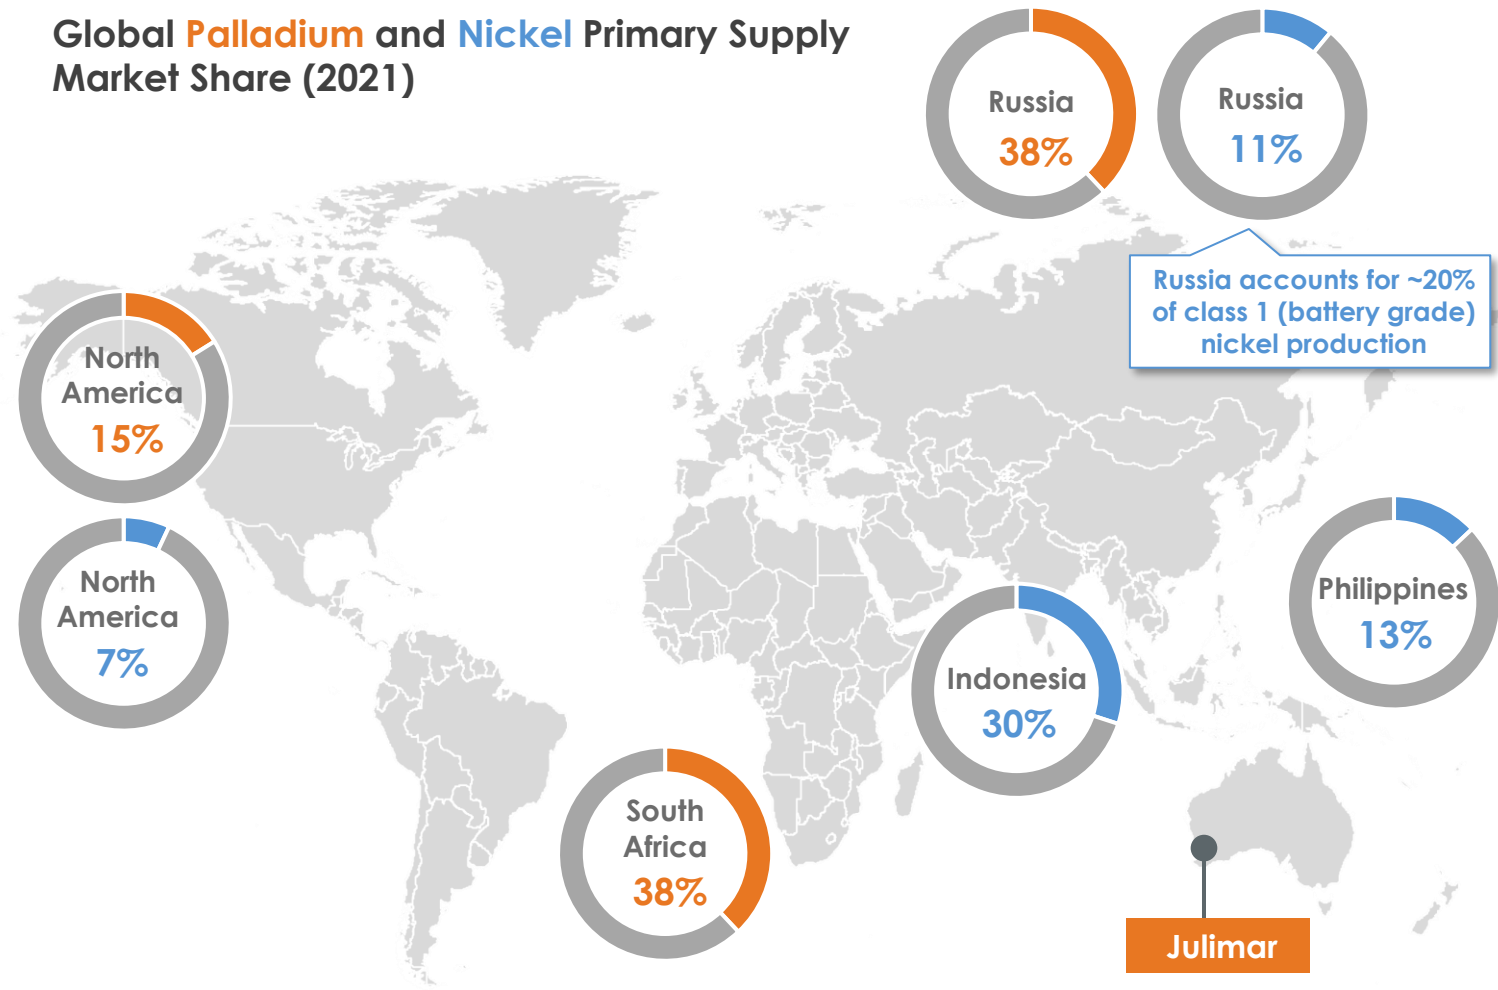 Global Palladium and Nickel Primary Supply
Market Share (2021)
Russia
38%
Russia
11%
Russia accounts for ~20%
of class 1 (battery grade)
nickel production
North
America
15%
North
America
7%
Philippines
13%
Indonesia
30%
South
Africa
38%
Julimar